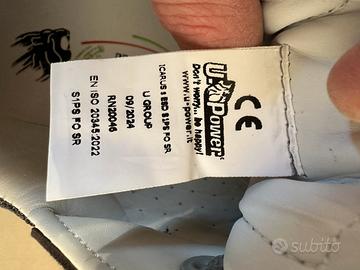 CE
U-Power
Don't worry... be happy!
www.u-power.it
ICARUS S ESD S1PS FO SR
U GROUP
09/2024
RN20046
EN ISO 20345:2022
S1PS FO SR
subito